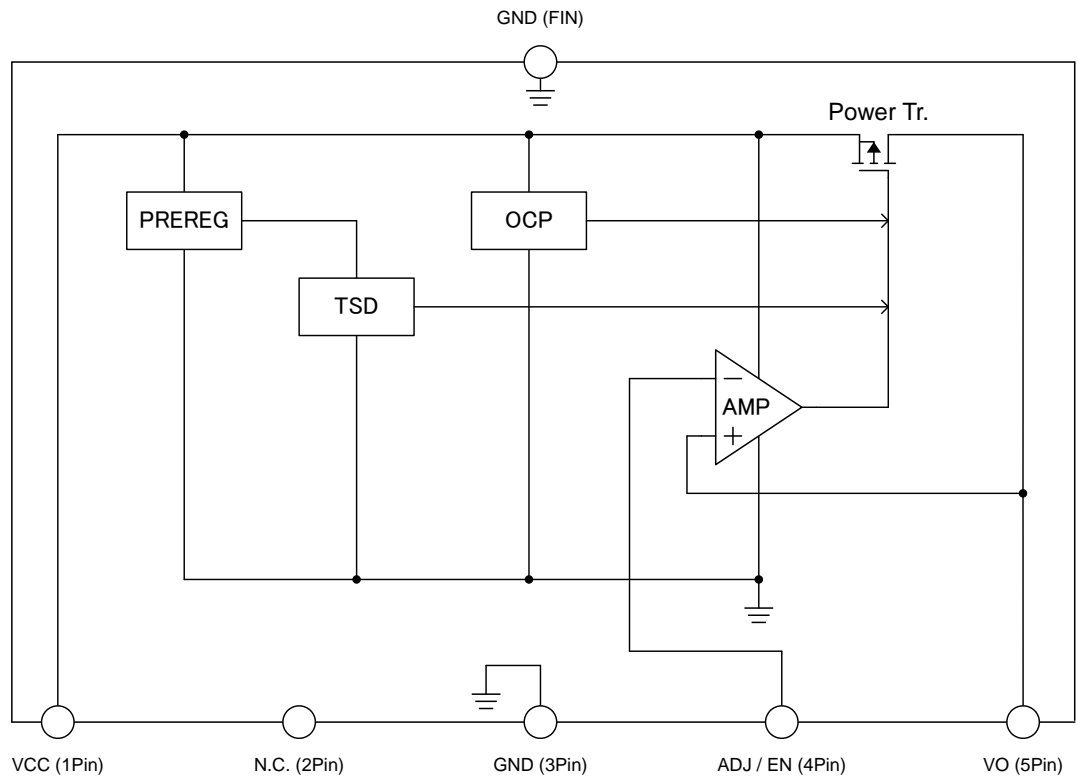 GND (FIN)
Power Tr.
PREREG
OCP
TSD
−
AMP
+
VCC (1Pin)
N.C. (2Pin)
GND (3Pin)
ADJ / EN (4Pin)
VO (5Pin)